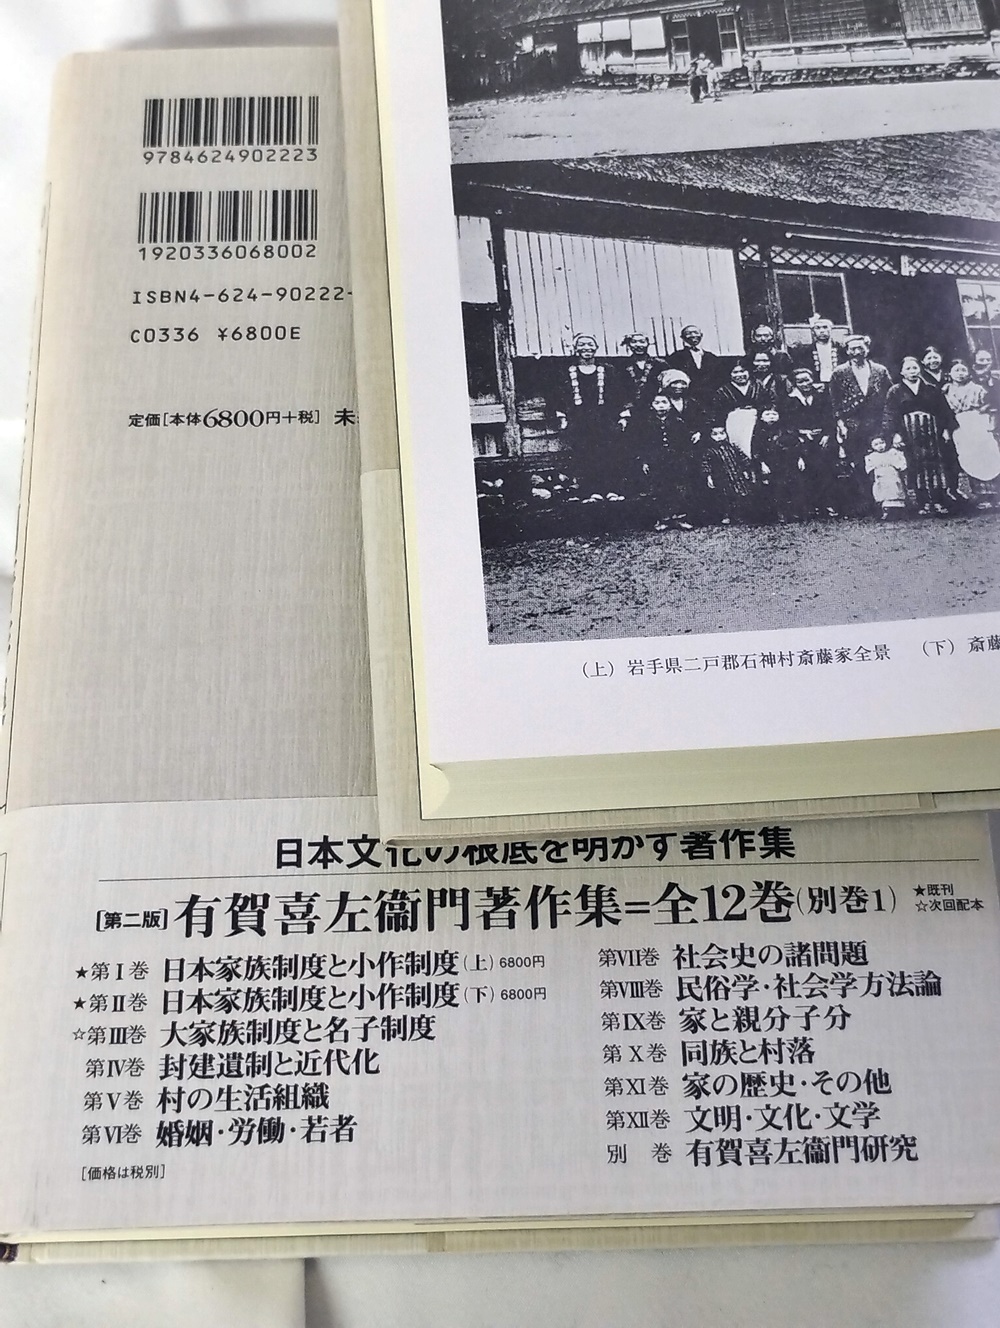 9784624902223
1920336068002
ISBN4-624-90222-
C0336 ¥6800E
定価[本体6800円+税] 未
(上) 岩手県二戸郡石神村斎藤家全景 (下) 斎藤
日本文化の根底を明かす著作集
[第二版] 有賀喜左衞門著作集=全12巻(別巻1) ★既刊 ☆次回配本
★第Ⅰ巻 日本家族制度と小作制度(上) 6800円
★第Ⅱ巻 日本家族制度と小作制度(下) 6800円
☆第Ⅲ巻 大家族制度と名子制度
第Ⅳ巻 封建遺制と近代化
第Ⅴ巻 村の生活組織
第Ⅵ巻 婚姻・労働・若者
[価格は税別]
第Ⅶ巻 社会史の諸問題
第Ⅷ巻 民俗学・社会学方法論
第Ⅸ巻 家と親分子分
第Ⅹ巻 同族と村落
第Ⅺ巻 家の歴史・その他
第Ⅻ巻 文明・文化・文学
別巻 有賀喜左衞門研究